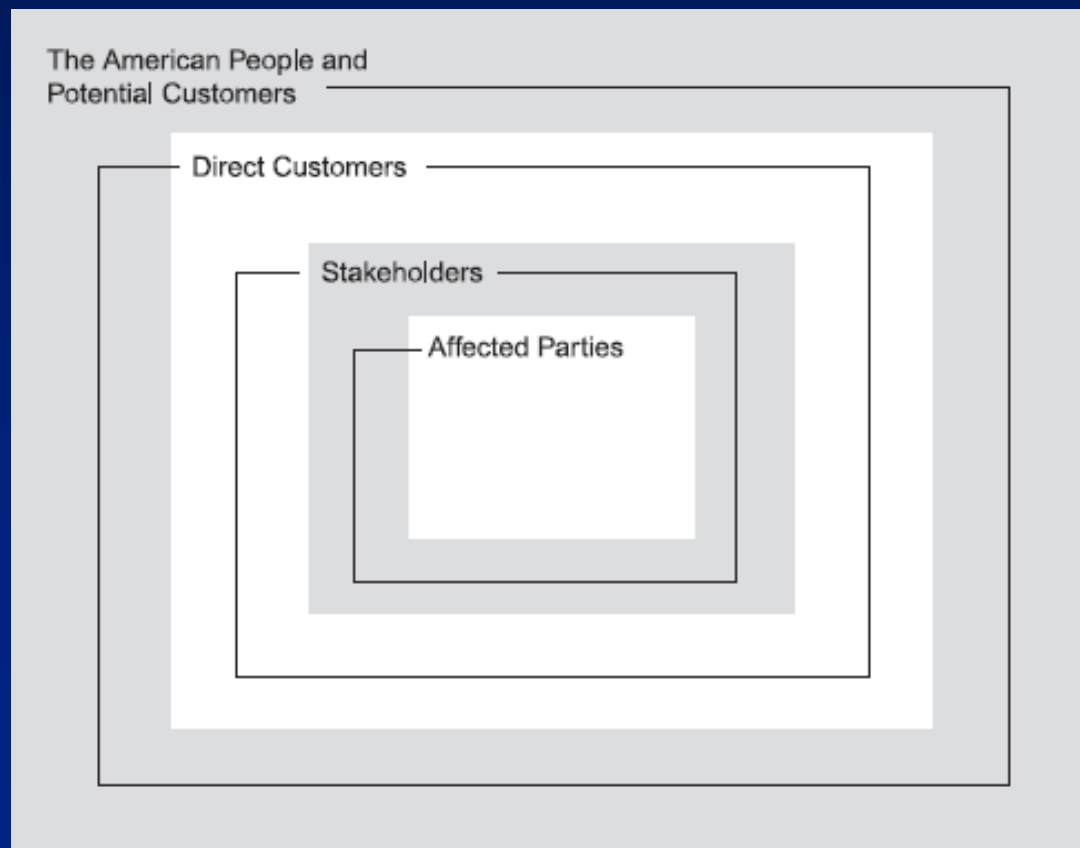 The American People and
Potential Customers
Direct Customers
Stakeholders
Affected Parties